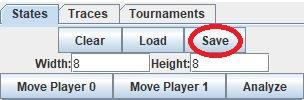 States Traces Tournaments
Clear Load Save
Width: 8 Height: 8
Move Player 0 Move Player 1 Analyze